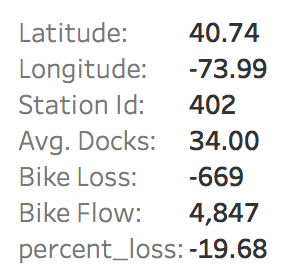 Latitude: 40.74
Longitude: -73.99
Station Id: 402
Avg. Docks: 34.00
Bike Loss: -669
Bike Flow: 4,847
percent_loss: -19.68